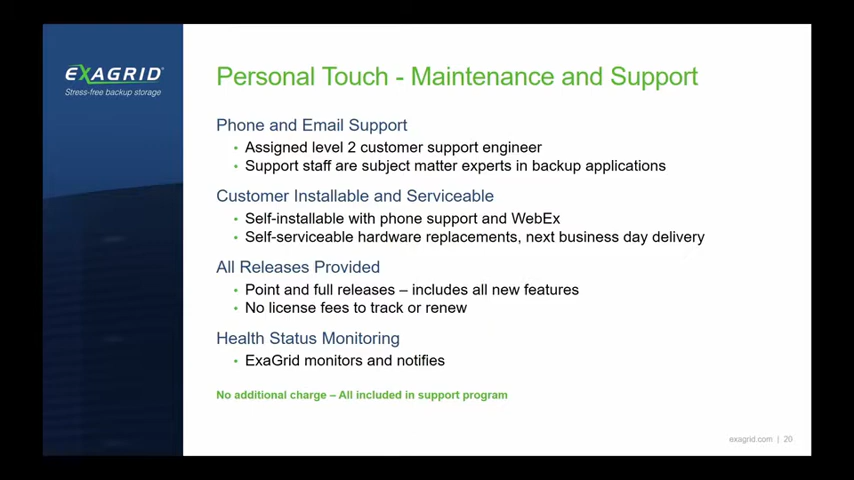 EXAGRID
Stress-free backup storage
Personal Touch - Maintenance and Support
Phone and Email Support
• Assigned level 2 customer support engineer
• Support staff are subject matter experts in backup applications
Customer Installable and Serviceable
• Self-installable with phone support and WebEx
• Self-serviceable hardware replacements, next business day delivery
All Releases Provided
• Point and full releases – includes all new features
• No license fees to track or renew
Health Status Monitoring
• ExaGrid monitors and notifies
No additional charge – All included in support program
exagrid.com | 20